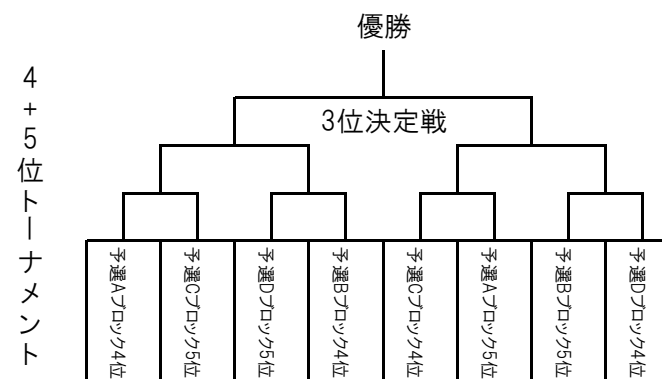 優勝
3位決定戦
4+5位トーナメント
予選Aブロック4位
予選Cブロック5位
予選Dブロック5位
予選Bブロック4位
予選Cブロック4位
予選Aブロック5位
予選Bブロック5位
予選Dブロック4位